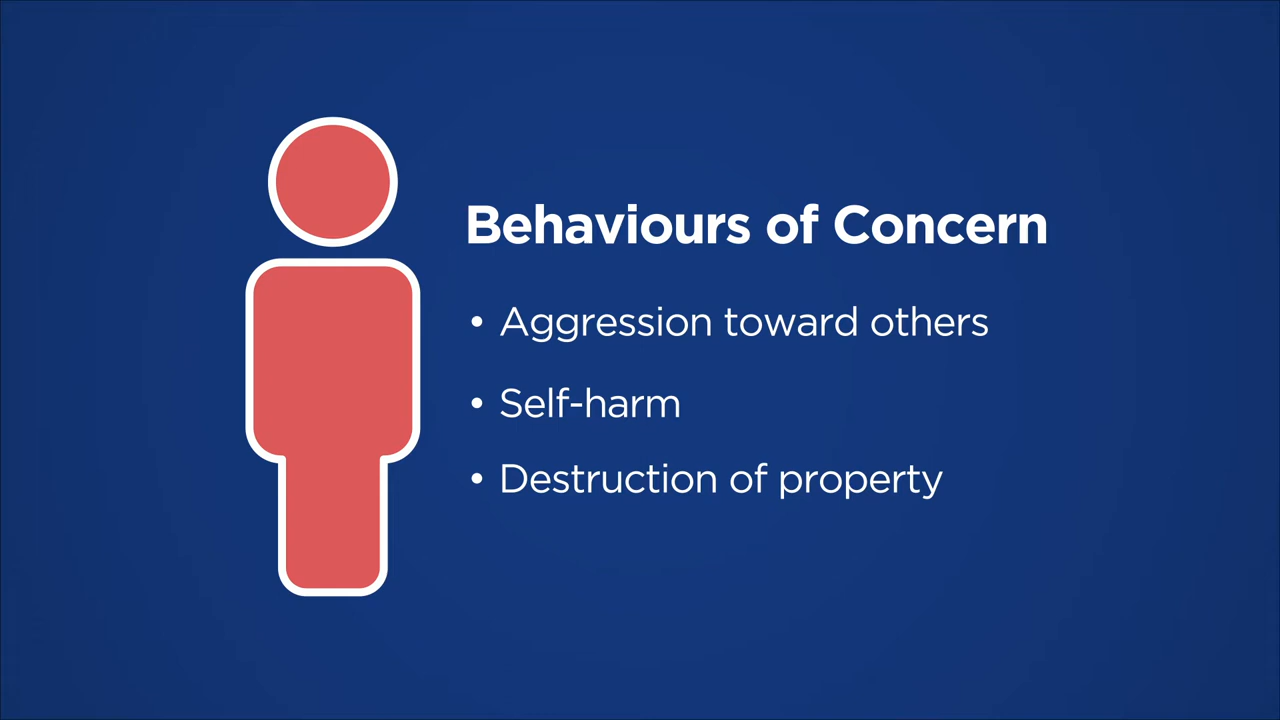 Behaviours of Concern
• Aggression toward others
• Self-harm
• Destruction of property